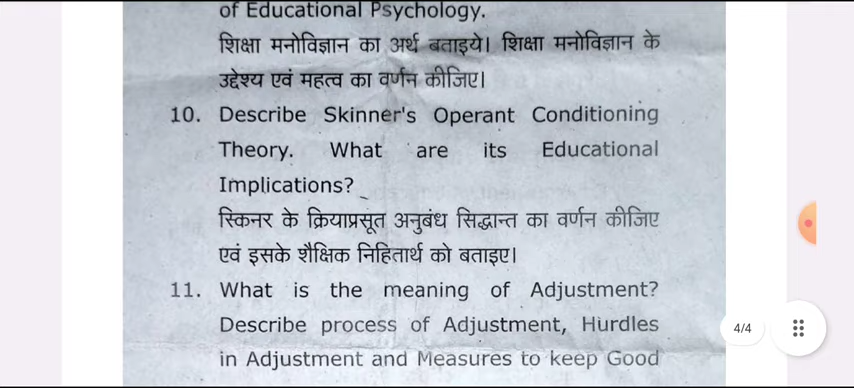 of Educational Psychology.
शिक्षा मनोविज्ञान का अर्थ बताइये। शिक्षा मनोविज्ञान के
उद्देश्य एवं महत्व का वर्णन कीजिए।
10. Describe Skinner's Operant Conditioning
Theory. What are its Educational
Implications?
स्किनर के क्रियाप्रसूत अनुबंध सिद्धान्त का वर्णन कीजिए
एवं इसके शैक्षिक निहितार्थ को बताइए।
11. What is the meaning of Adjustment?
Describe process of Adjustment, Hurdles
4/4
in Adjustment and Measures to keep Good